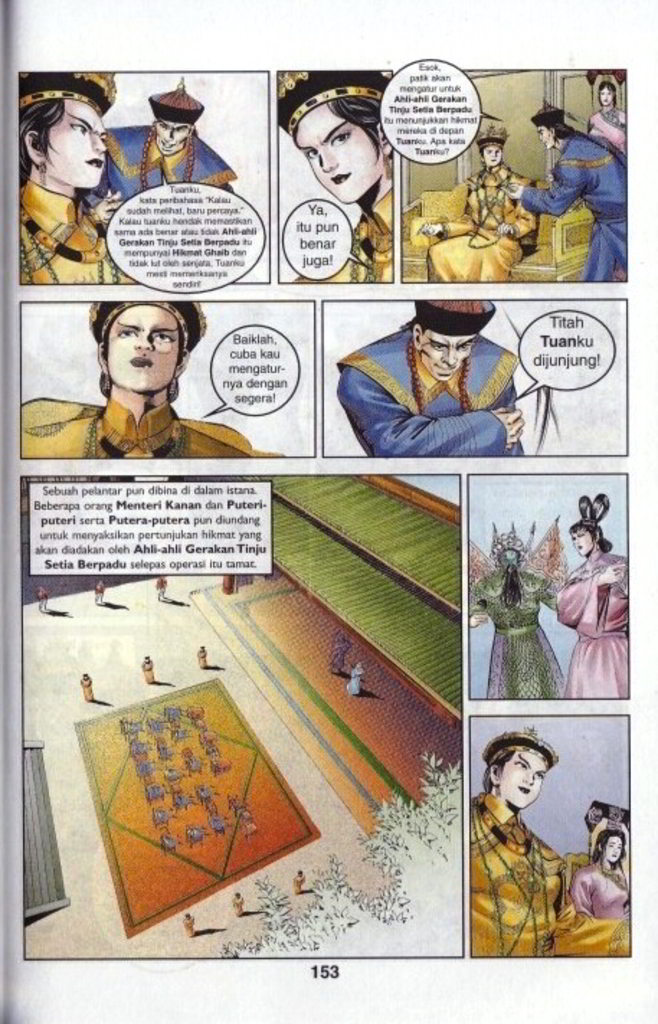 Tuanku,
kata peribahasa "Kalau
sudah melihat, baru percaya."
Kalau tuanku hendak memastikan
sama ada benar atau tidak Ahli-ahli
Gerakan Tinju Setia Berpadu itu
mempunyai Hikmat Ghaib dan
tidak lut oleh senjata, Tuanku
mesti memeriksanya
sendiri!
Ya,
itu pun
benar
juga!
Esok,
patik akan
mengatur untuk
Ahli-ahli Gerakan
Tinju Setia Berpadu
itu menunjukkan hikmat
mereka di depan
Tuanku. Apa kata
Tuanku?
Baiklah,
cuba kau
mengatur-
nya dengan
segera!
Titah
Tuanku
dijunjung!
Sebuah pelantar pun dibina di dalam istana.
Beberapa orang Menteri Kanan dan Puteri-
puteri serta Putera-putera pun diundang
untuk menyaksikan pertunjukan hikmat yang
akan diadakan oleh Ahli-ahli Gerakan Tinju
Setia Berpadu selepas operasi itu tamat.
153